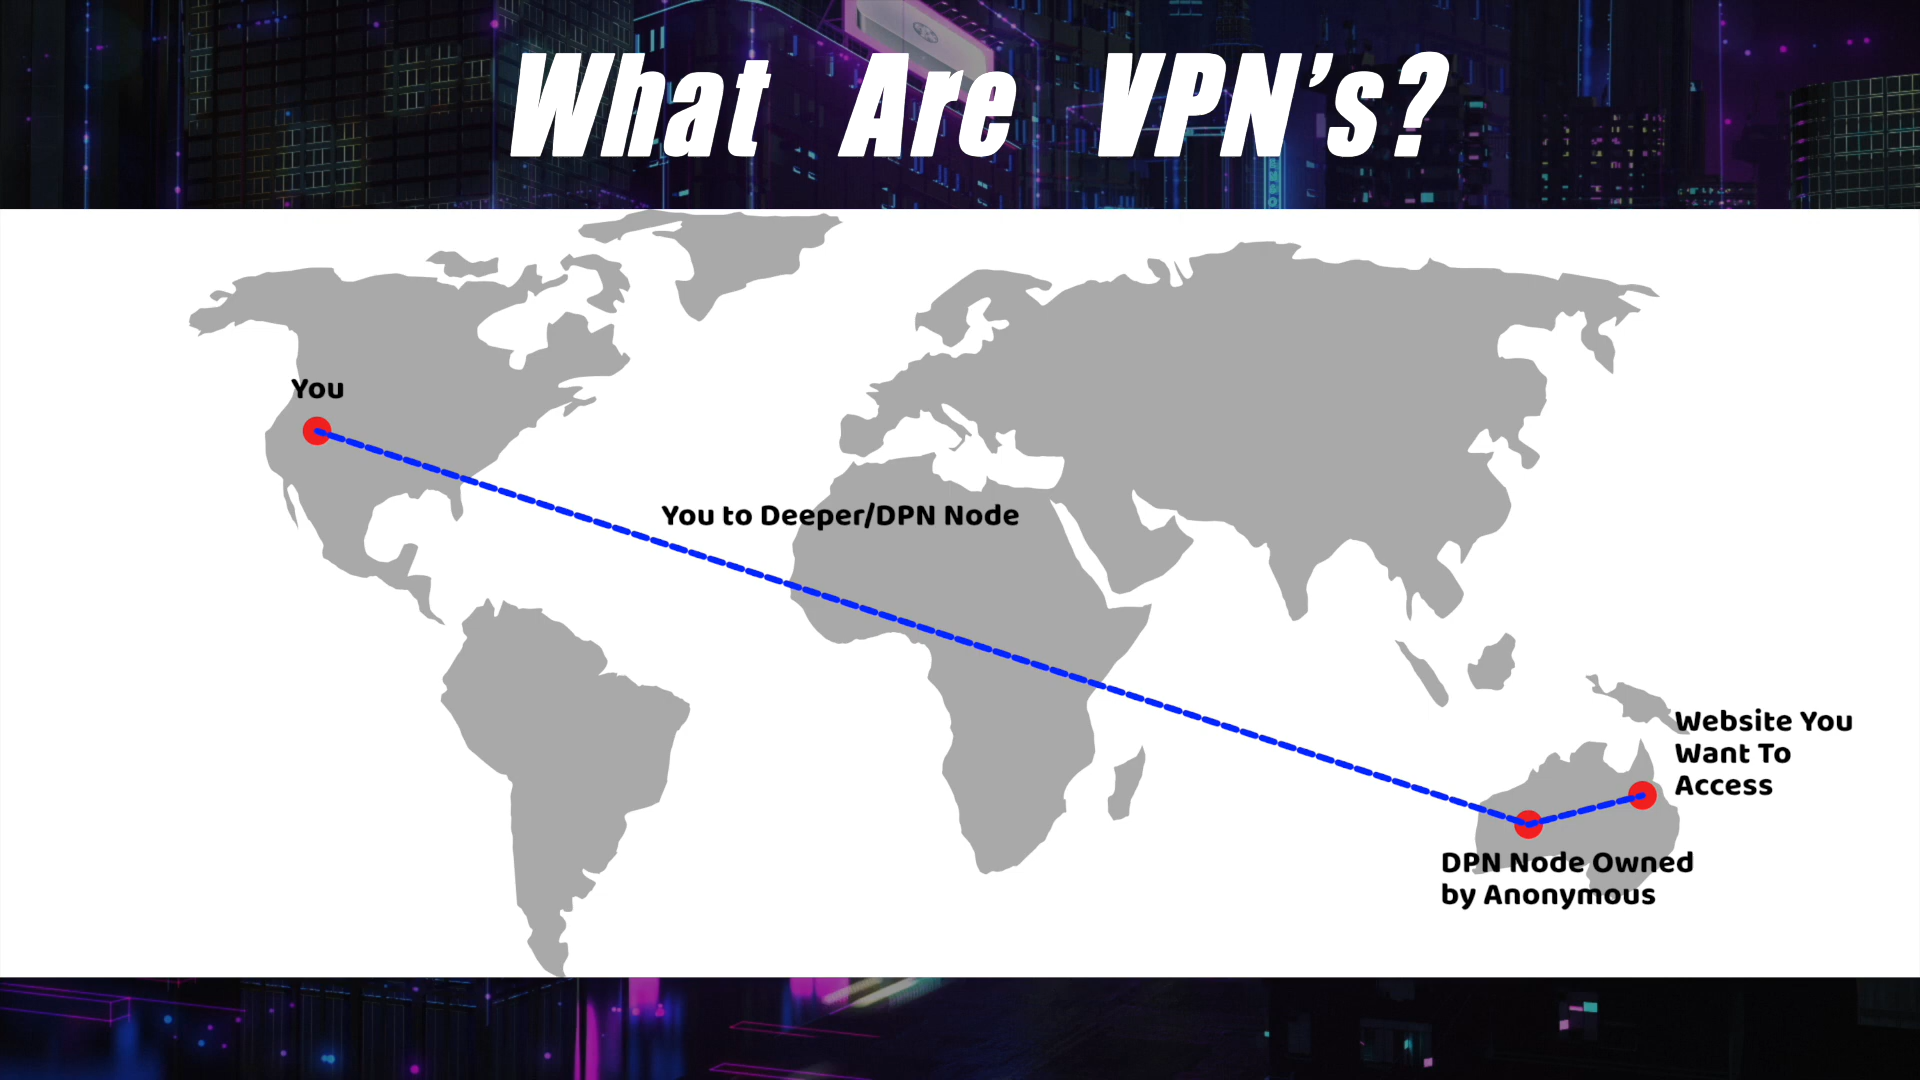 What Are VPN's?
You
You to Deeper/DPN Node
Website You
Want To
Access
DPN Node Owned
by Anonymous